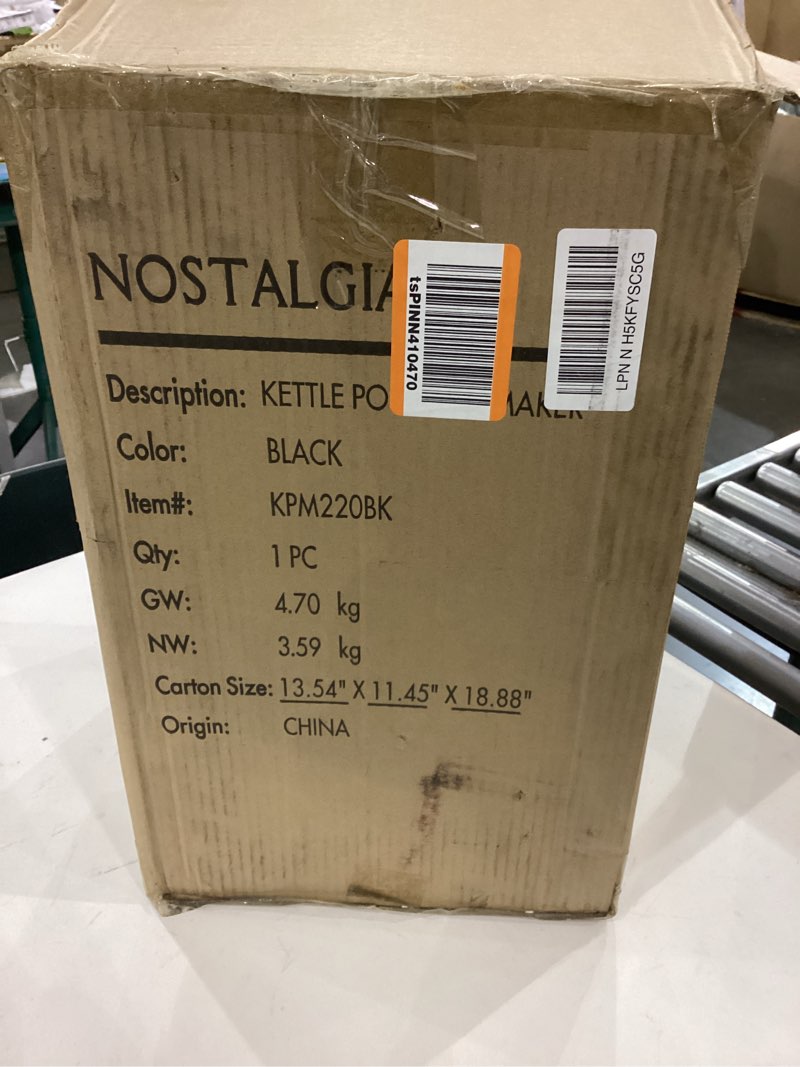 NOSTALGIA
tsPINN410470
LPN N H5KFYSC5G
Description: KETTLE PO MAKER
Color: BLACK
Item#: KPM220BK
Qty: 1 PC
GW: 4.70 kg
NW: 3.59 kg
Carton Size: 13.54" X 11.45" X 18.88"
Origin: CHINA